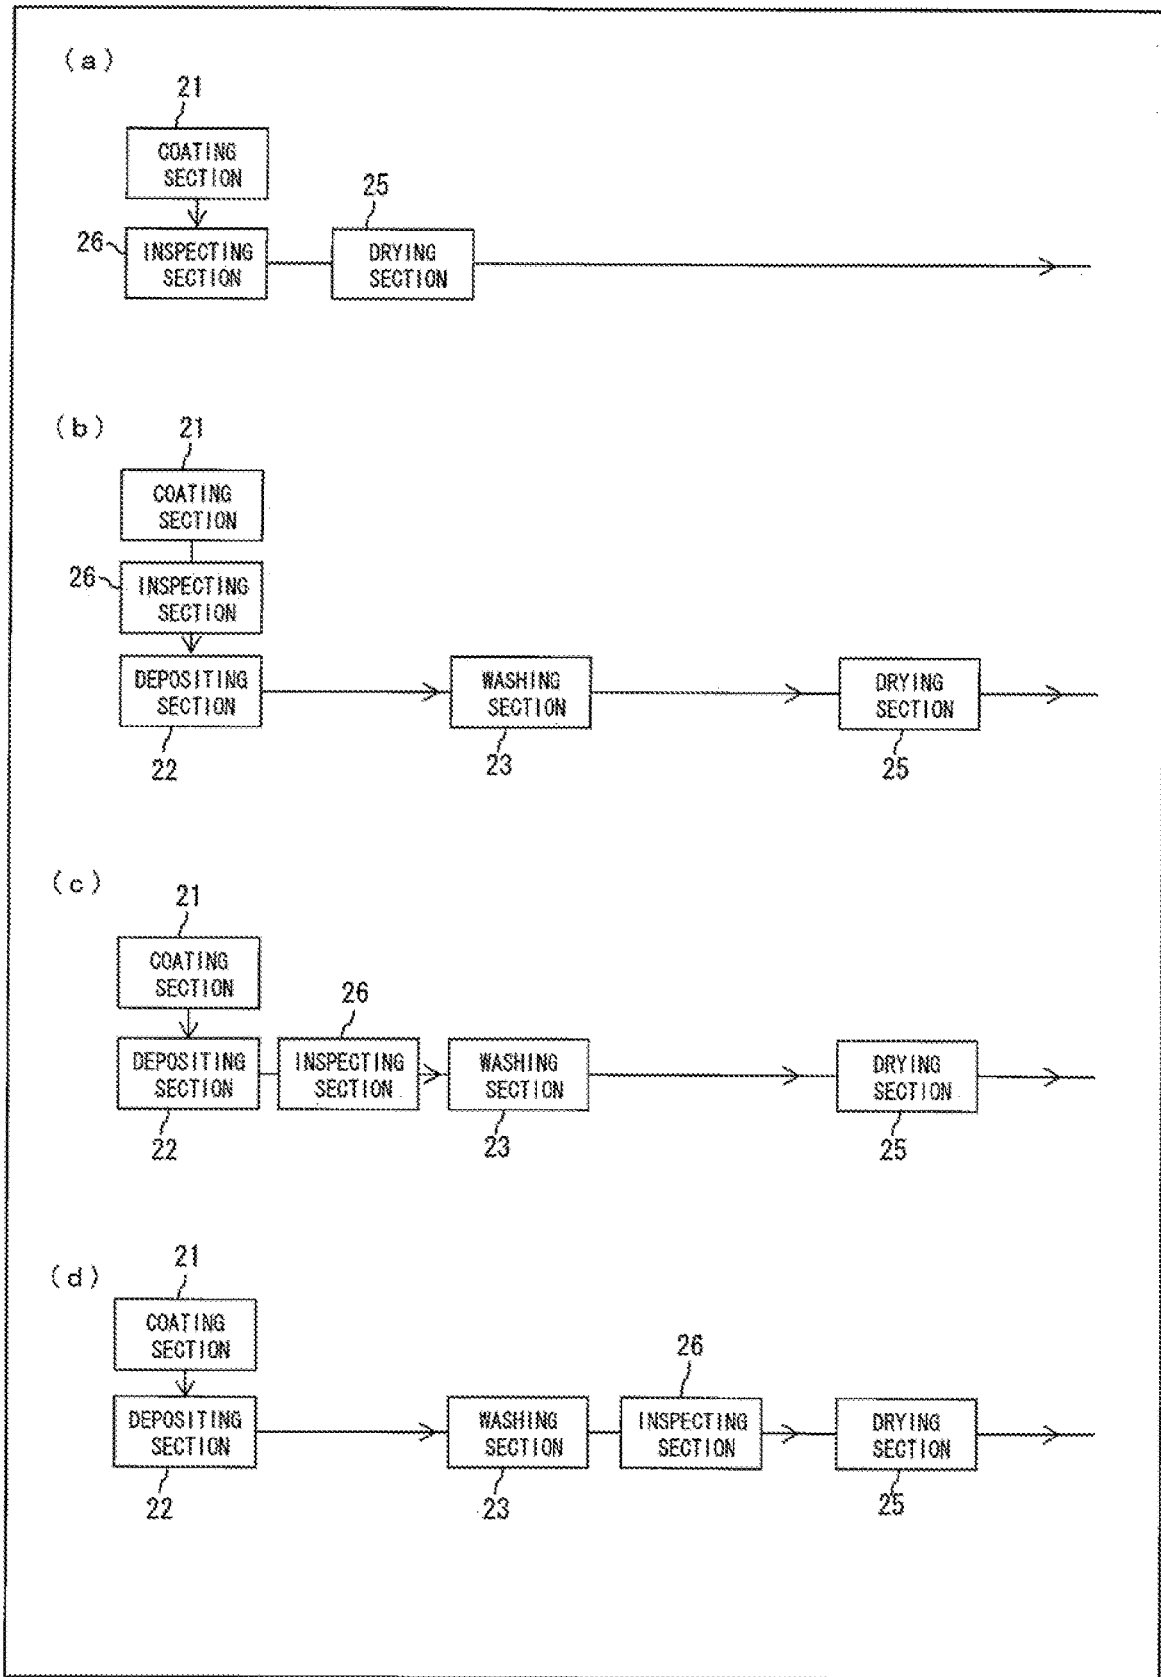 (a)
21
COATING
SECTION
25
26
INSPECTING
SECTION
DRYING
SECTION
(b)
21
COATING
SECTION
26
INSPECTING
SECTION
DEPOSITING
SECTION
WASHING
SECTION
DRYING
SECTION
22
23
25
(c)
21
COATING
SECTION
26
DEPOSITING
SECTION
INSPECTING
SECTION
WASHING
SECTION
DRYING
SECTION
22
23
25
(d)
21
COATING
SECTION
26
DEPOSITING
SECTION
WASHING
SECTION
INSPECTING
SECTION
DRYING
SECTION
22
23
25